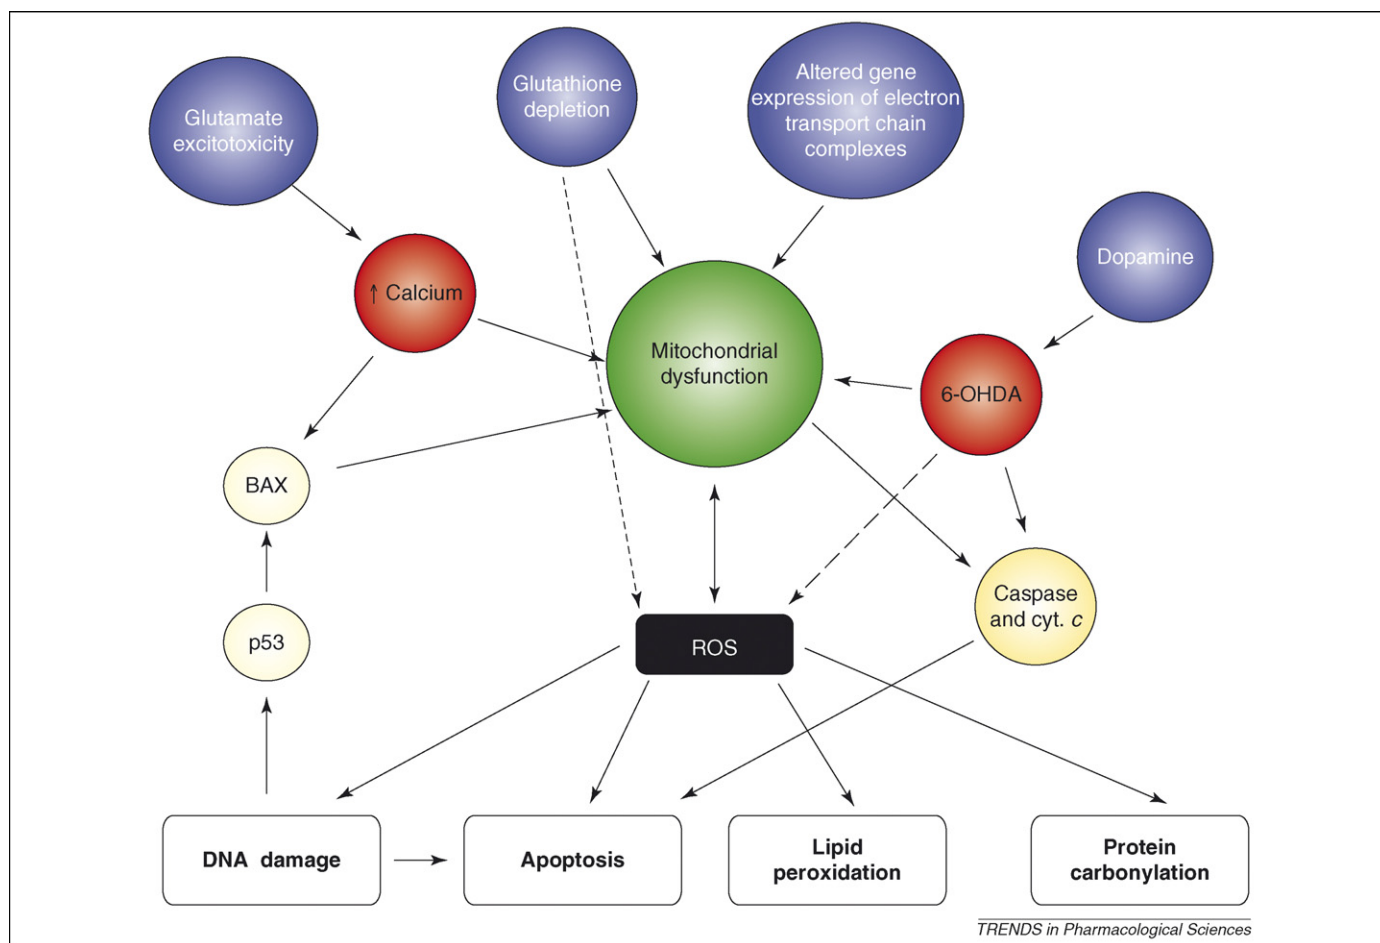 Glutamate
excitotoxicity
Glutathione
depletion
Altered gene
expression of electron
transport chain
complexes
Dopamine
↑ Calcium
Mitochondrial
dysfunction
6-OHDA
BAX
Caspase
and cyt. c
p53
ROS
DNA damage
Apoptosis
Lipid
peroxidation
Protein
carbonylation
TRENDS in Pharmacological Sciences